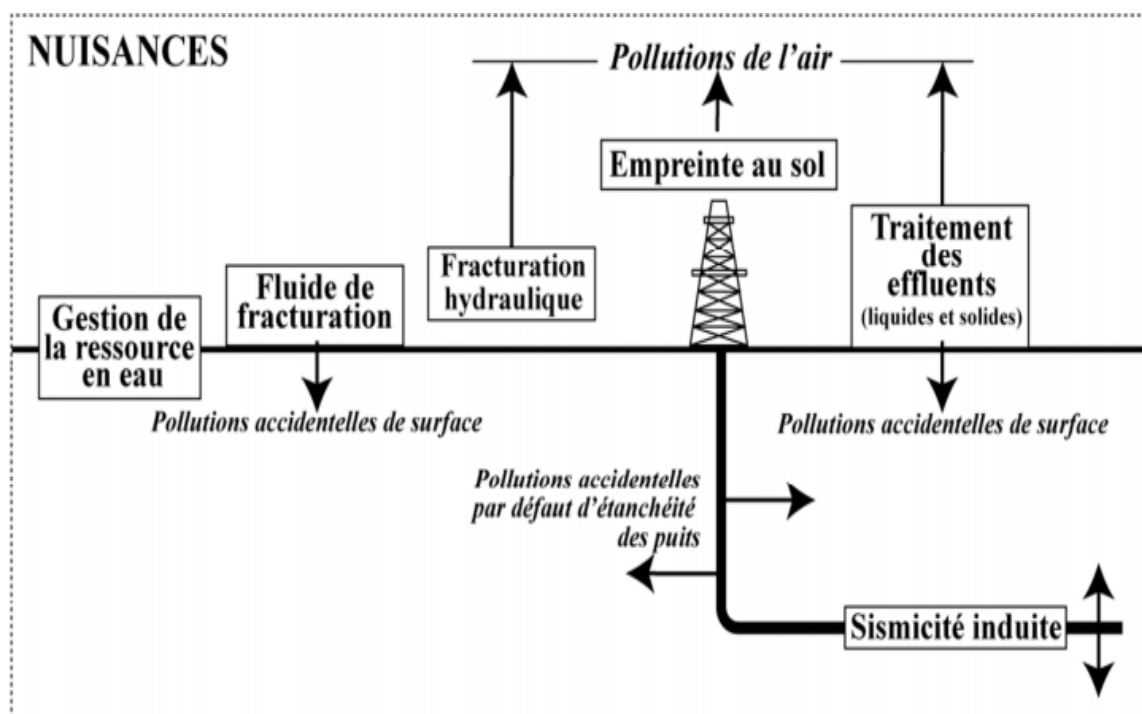 NUISANCES
Pollutions de l'air
Empreinte au sol
Traitement
des
effluents
(liquides et solides)
Fracturation
hydraulique
Fluide de
fracturation
Gestion de
la ressource
en eau
Pollutions accidentelles de surface
Pollutions accidentelles de surface
Pollutions accidentelles
par défaut d'étanchéité
des puits
Sismicité induite